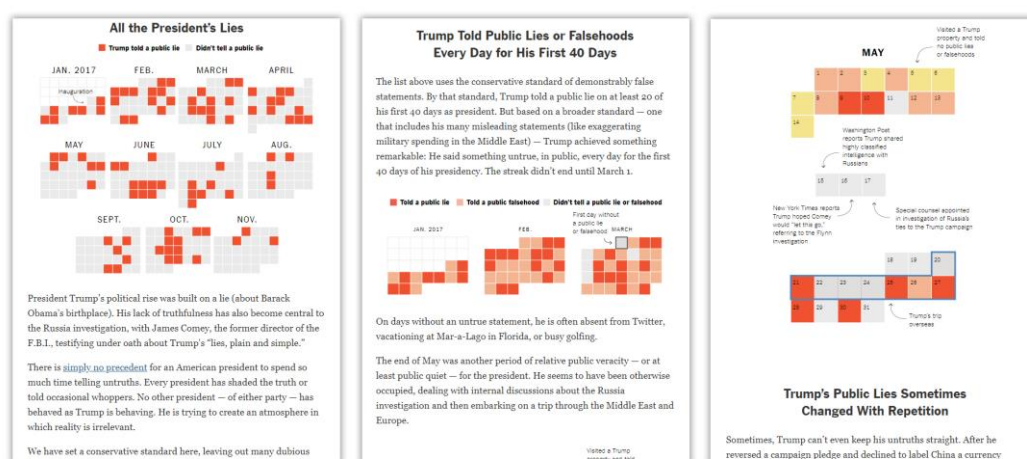 All the President's Lies
Trump told a public lie Didn't tell a public lie
JAN. 2017 FEB. MARCH APRIL
Inauguration
MAY JUNE JULY AUG.
SEPT. OCT. NOV.
President Trump's political rise was built on a lie (about Barack
Obama's birthplace). His lack of truthfulness has also become central to
the Russia investigation, with James Comey, the former director of the
F.B.I., testifying under oath about Trump's "lies, plain and simple."
There is simply no precedent for an American president to spend so
much time telling untruths. Every president has shaded the truth or
told occasional whoppers. No other president — of either party — has
behaved as Trump is behaving. He is trying to create an atmosphere in
which reality is irrelevant.
We have set a conservative standard here, leaving out many dubious
Trump Told Public Lies or Falsehoods
Every Day for His First 40 Days
The list above uses the conservative standard of demonstrably false
statements. By that standard, Trump told a public lie on at least 20 of
his first 40 days as president. But based on a broader standard — one
that includes his many misleading statements (like exaggerating
military spending in the Middle East) — Trump achieved something
remarkable: He said something untrue, in public, every day for the first
40 days of his presidency. The streak didn't end until March 1.
Told a public lie Told a public falsehood Didn't tell a public lie or falsehood
First day without
a public lie
or falsehood
JAN. 2017 FEB. MARCH
On days without an untrue statement, he is often absent from Twitter,
vacationing at Mar-a-Lago in Florida, or busy golfing.
The end of May was another period of relative public veracity — or at
least public quiet — for the president. He seems to have been otherwise
occupied, dealing with internal discussions about the Russia
investigation and then embarking on a trip through the Middle East and
Europe.
Visited a Trump
Visited a Trump
property and told
no public lies
or falsehoods
MAY
1 2 3 4 5 6
7 8 9 10 11 12 13
14
Washington Post
reports Trump shared
highly classified
intelligence with
Russians
15 16 17
New York Times reports
Trump hoped Comey
would "let this go,"
referring to the Flynn
investigation
Special counsel appointed
in investigation of Russia's
ties to the Trump campaign
18 19 20
21 22 23 24 25 26 27
28 29 30 31
Trump's trip
overseas
Trump's Public Lies Sometimes
Changed With Repetition
Sometimes, Trump can't even keep his untruths straight. After he
reversed a campaign pledge and declined to label China a currency